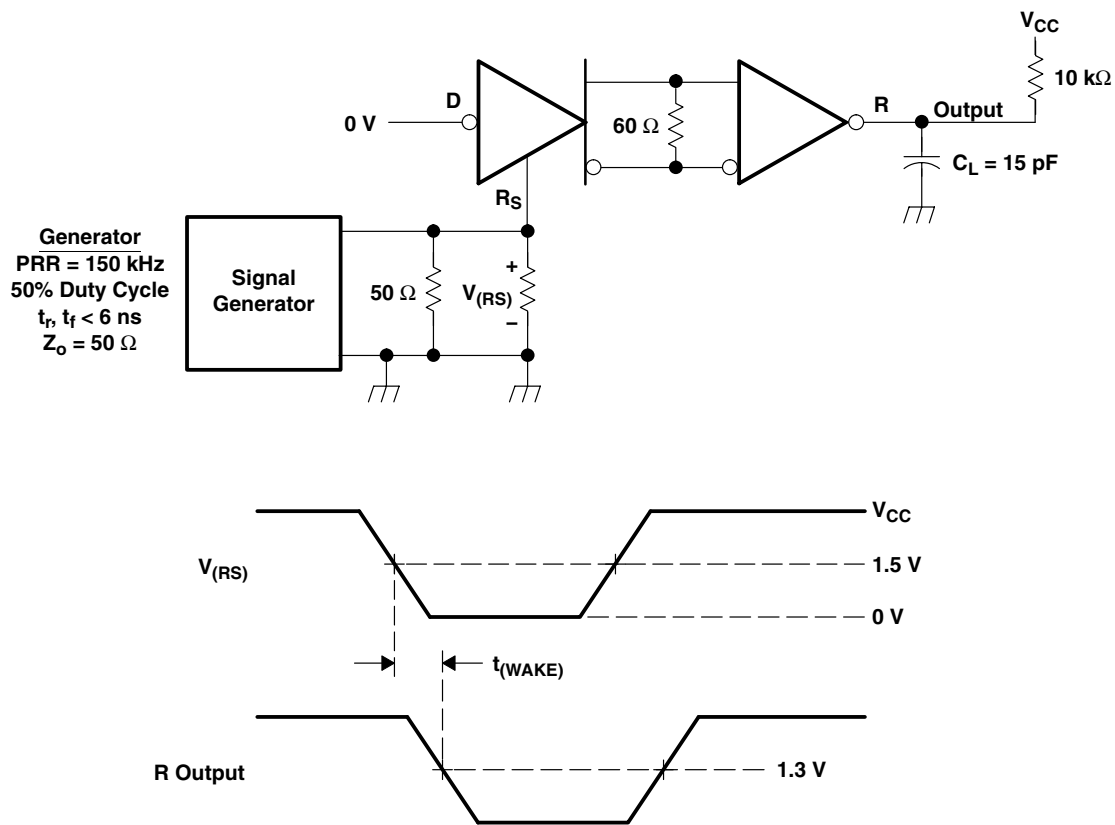 V_CC
10 kΩ
D
R
Output
0 V
60 Ω
C_L = 15 pF
R_S
Generator
PRR = 150 kHz
50% Duty Cycle
t_r, t_f < 6 ns
Z_o = 50 Ω
Signal
Generator
50 Ω
+
V_(RS)
–
V_CC
V_(RS)
1.5 V
0 V
t_(WAKE)
R Output
1.3 V